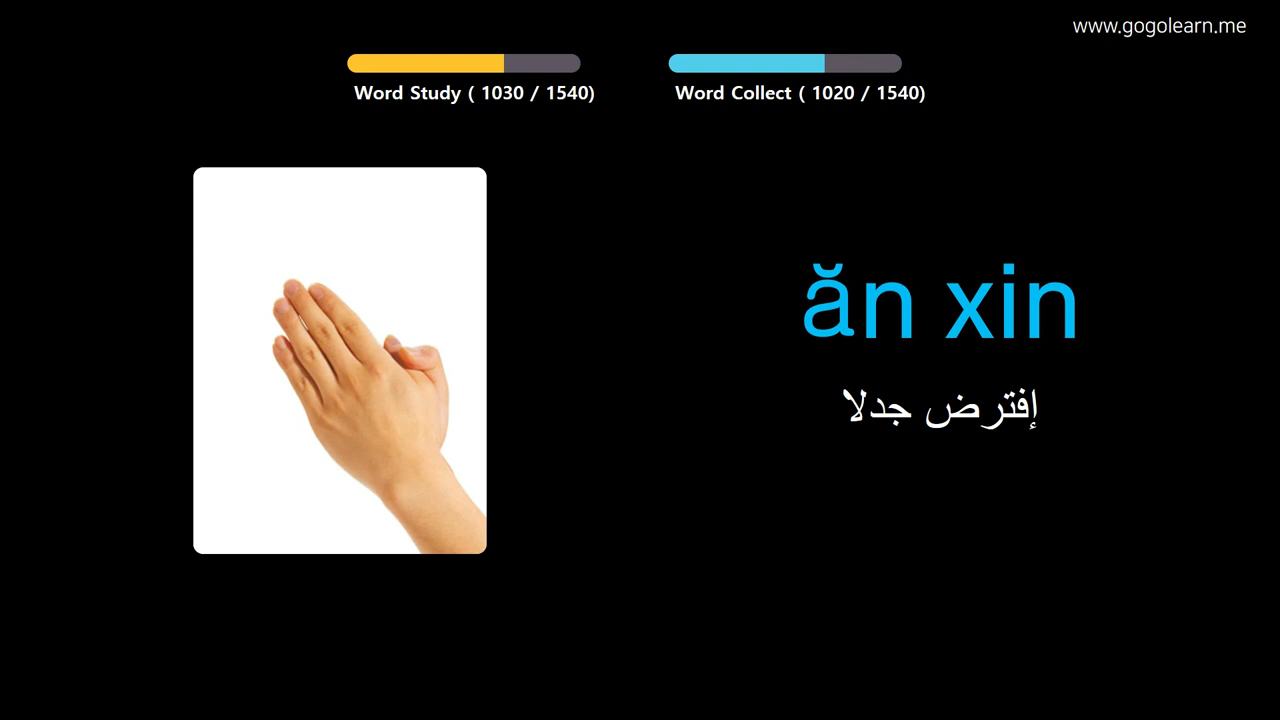 www.gogolearn.me
Word Study ( 1030 / 1540)
Word Collect ( 1020 / 1540)
ăn xin
إفترض جدلا